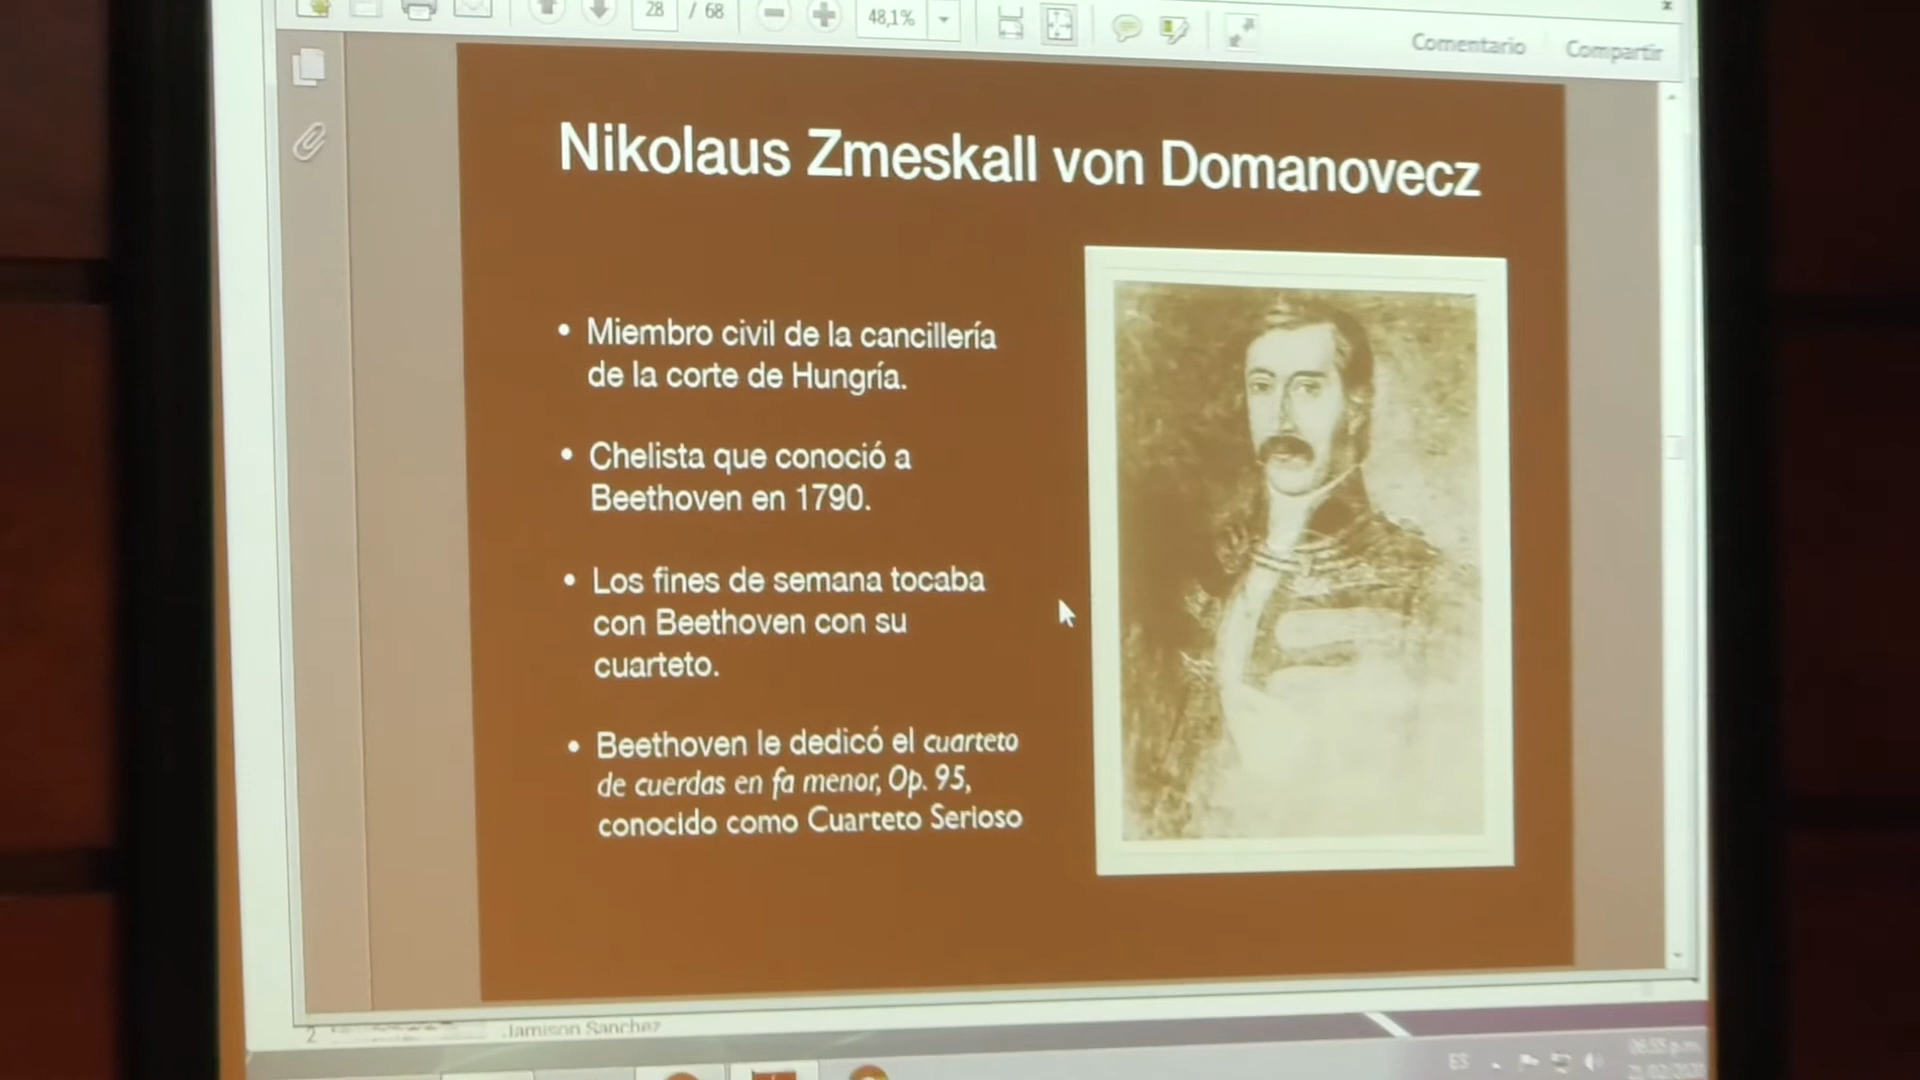 28 / 68
48,1%
Comentario
Compartir
Nikolaus Zmeskall von Domanovecz
• Miembro civil de la cancillería
de la corte de Hungría.
• Chelista que conoció a
Beethoven en 1790.
• Los fines de semana tocaba
con Beethoven con su
cuarteto.
• Beethoven le dedicó el cuarteto
de cuerdas en fa menor, Op. 95,
conocido como Cuarteto Serioso
2
Jamison Sanchez
ES